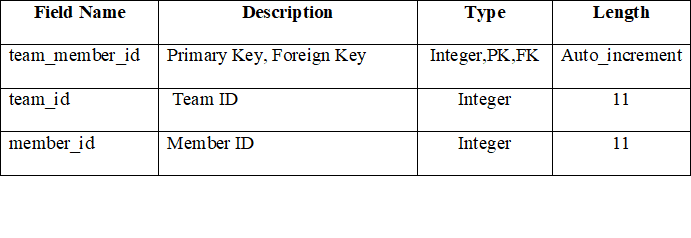 Field Name Description Type Length
team_member_id Primary Key, Foreign Key Integer,PK,FK Auto_increment
team_id Team ID Integer 11
member_id Member ID Integer 11